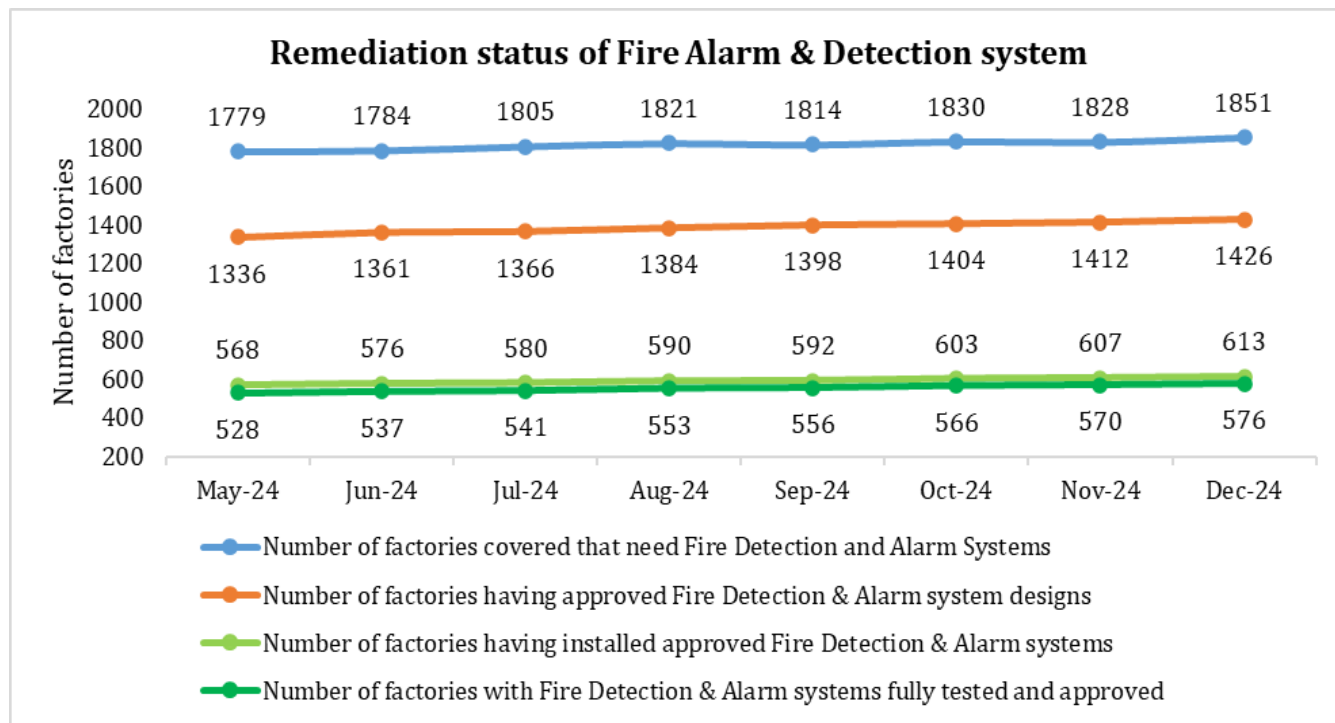 Remediation status of Fire Alarm & Detection system
2000
1800
1600
1400
1200
1000
800
600
400
200
Number of factories
1779 1784 1805 1821 1814 1830 1828 1851
1336 1361 1366 1384 1398 1404 1412 1426
568 576 580 590 592 603 607 613
528 537 541 553 556 566 570 576
May-24 Jun-24 Jul-24 Aug-24 Sep-24 Oct-24 Nov-24 Dec-24
Number of factories covered that need Fire Detection and Alarm Systems
Number of factories having approved Fire Detection & Alarm system designs
Number of factories having installed approved Fire Detection & Alarm systems
Number of factories with Fire Detection & Alarm systems fully tested and approved